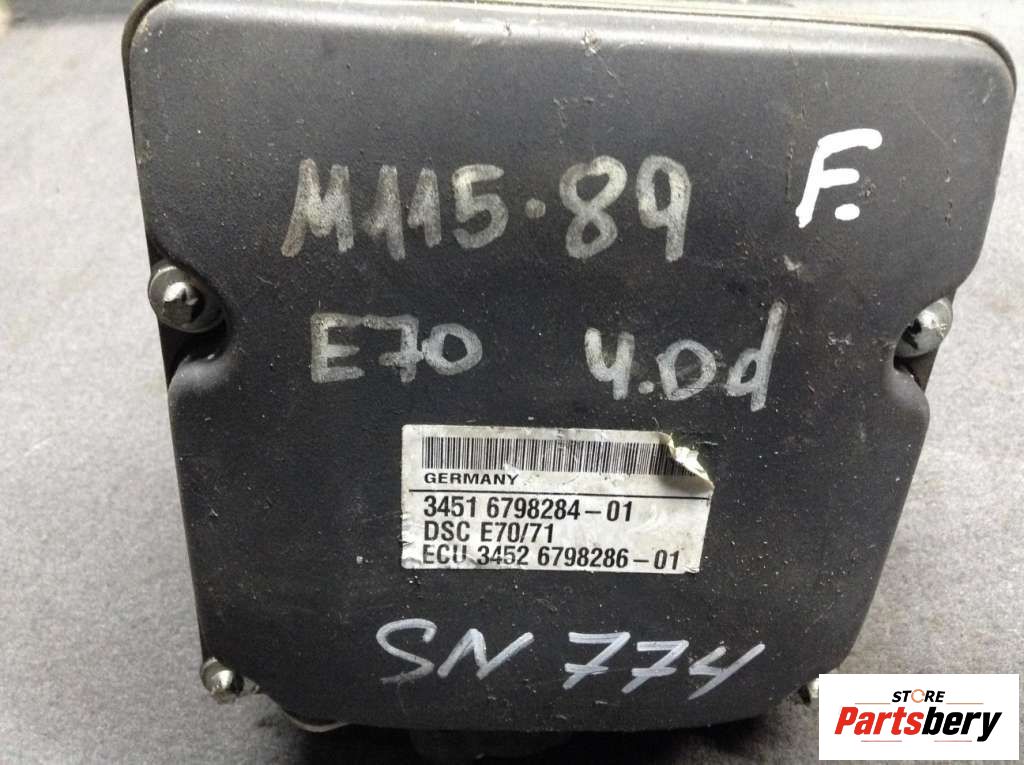 M115.89 F.
E70 4.0d
GERMANY
3451 6798284-01
DSC E70/71
ECU 3452 6798286-01
SN 774
STORE
Partsbery